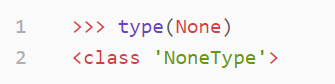 1 >>> type(None)
2 <class 'NoneType'>